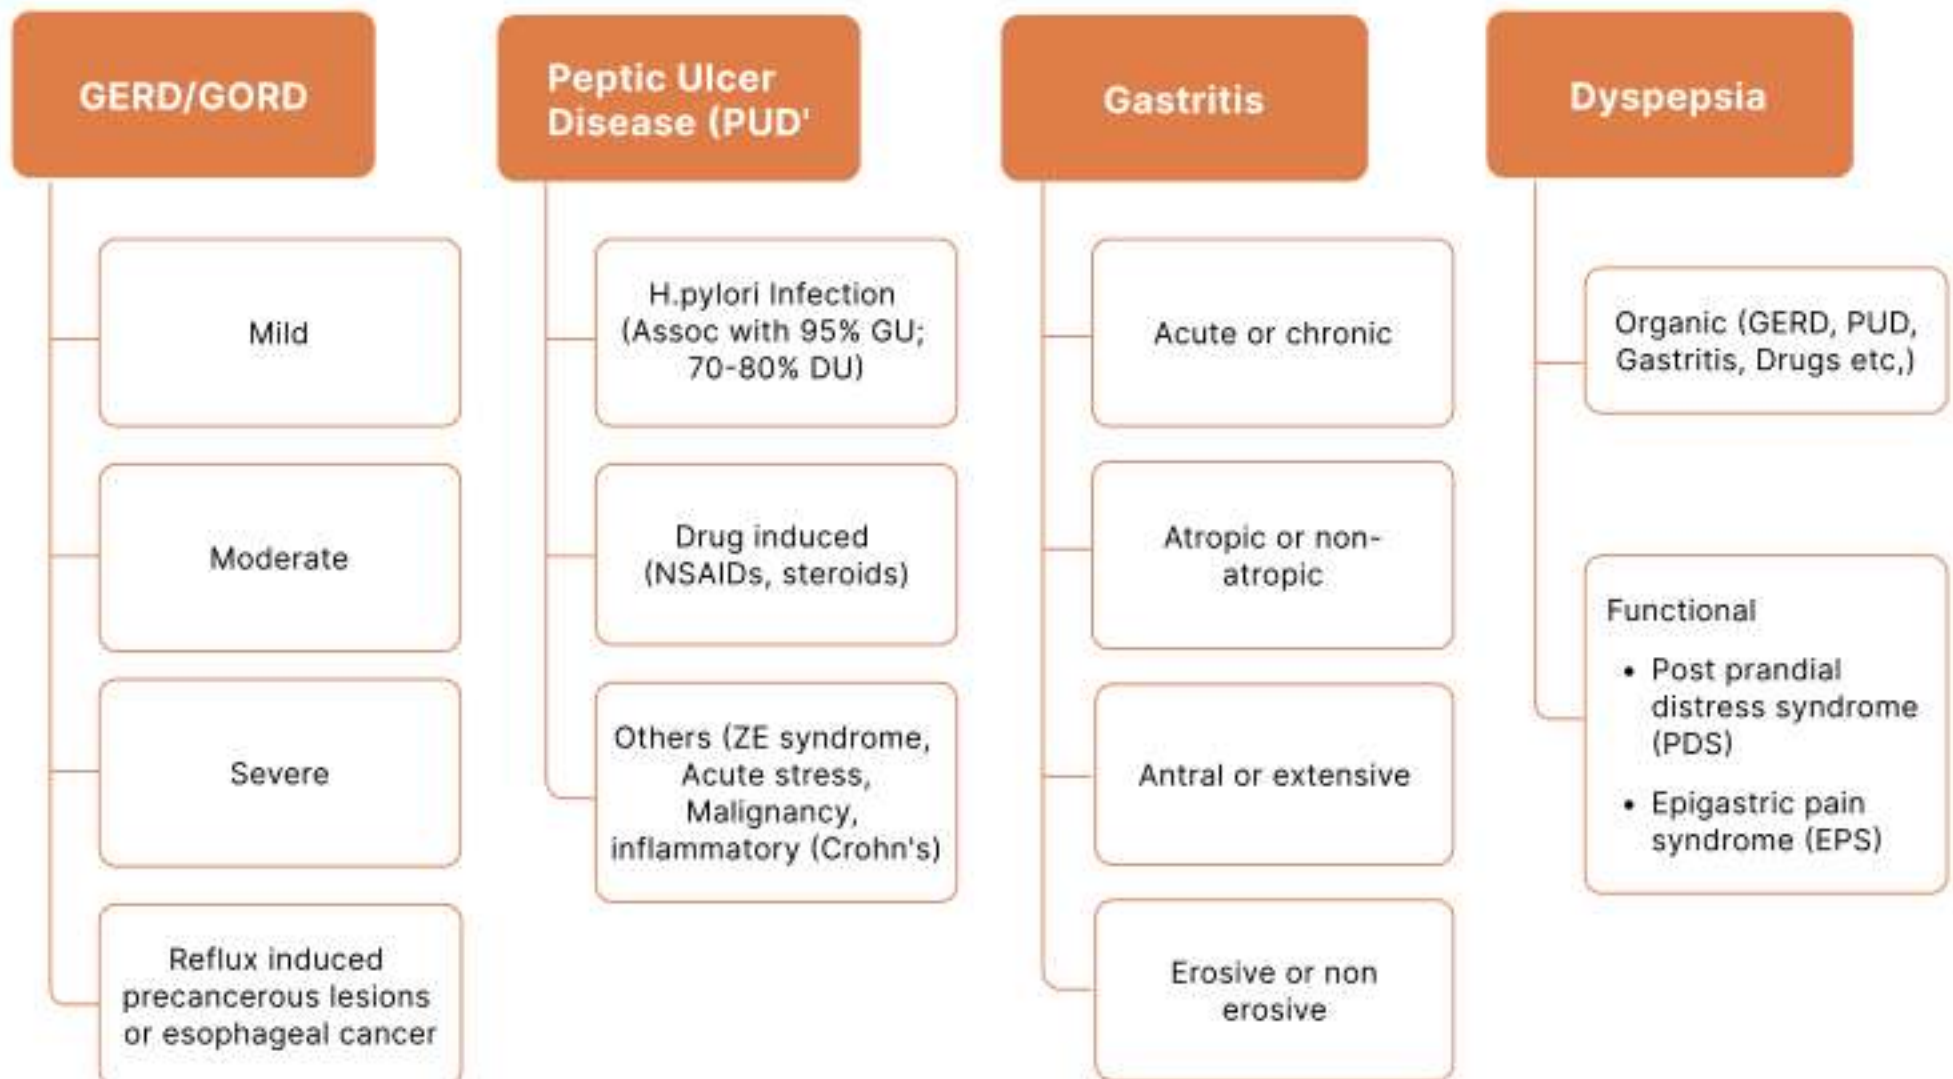 GERD/GORD
Mild
Moderate
Severe
Reflux induced
precancerous lesions
or esophageal cancer
Peptic Ulcer
Disease (PUD'
H.pylori Infection
(Assoc with 95% GU;
70-80% DU)
Drug induced
(NSAIDs, steroids)
Others (ZE syndrome,
Acute stress,
Malignancy,
inflammatory (Crohn's)
Gastritis
Acute or chronic
Atropic or non-
atropic
Antral or extensive
Erosive or non
erosive
Dyspepsia
Organic (GERD, PUD,
Gastritis, Drugs etc,)
Functional
• Post prandial
distress syndrome
(PDS)
• Epigastric pain
syndrome (EPS)